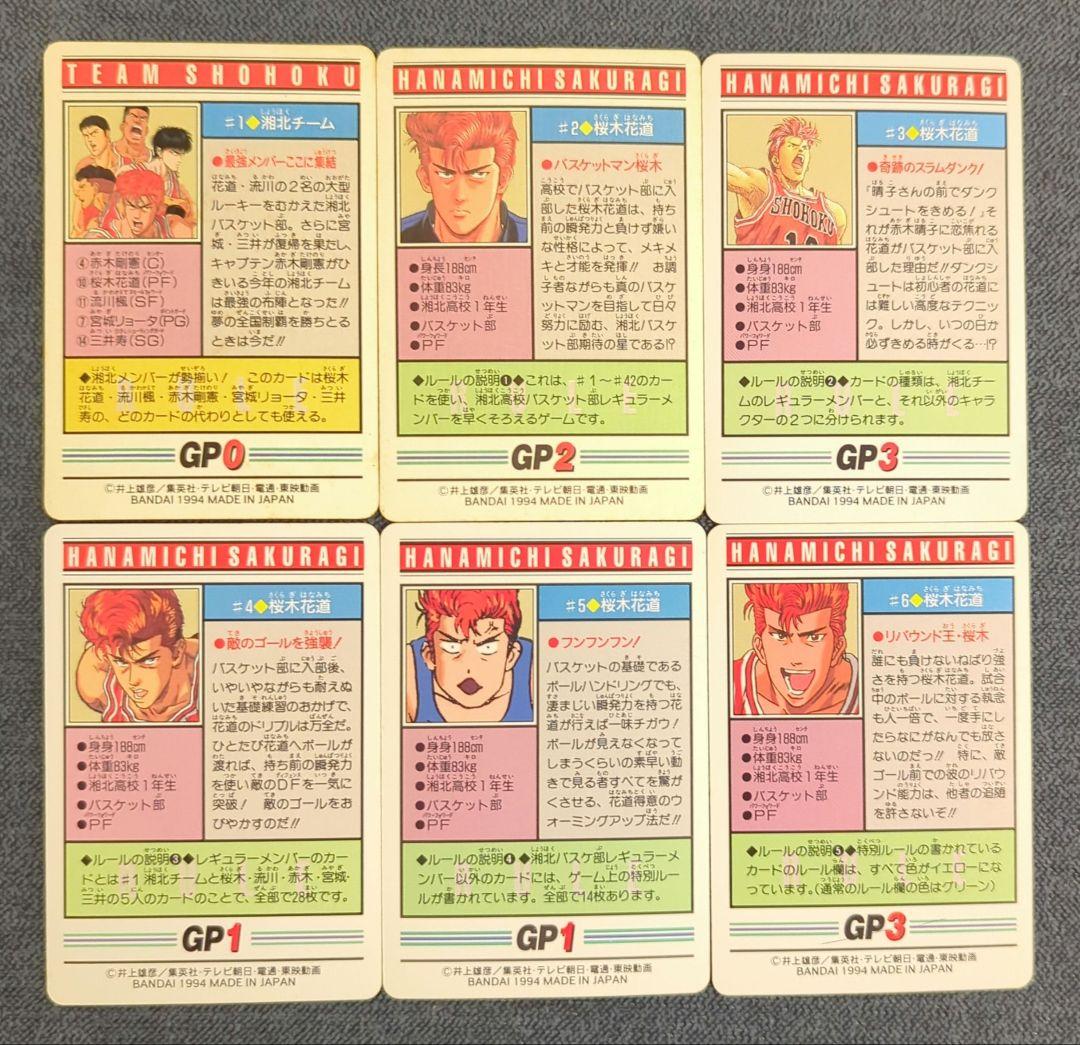 TEAM SHOHOKU
#1◆湘北チーム
●最強メンバーここに集結
花道・流川の2名の大型
ルーキーをむかえた湘北
バスケット部。さらに宮
城・三井が復帰を果たし、
キャプテン赤木剛憲がひ
きいる今年の湘北チーム
は最強の布陣となった!!
夢の全国制覇を勝ちとる
ときは今だ!!
④赤木剛憲(C)
⑩桜木花道(PF)
⑪流川楓(SF)
⑦宮城リョータ(PG)
⑭三井寿(SG)
◆湘北メンバーが勢揃い! このカードは桜木
花道・流川楓・赤木剛憲・宮城リョータ・三井
寿の、どのカードの代わりとしても使える。
GP0
©井上雄彦/集英社・テレビ朝日・電通・東映動画
BANDAI 1994 MADE IN JAPAN
HANAMICHI SAKURAGI
#2◆桜木花道
●バスケットマン桜木
高校でバスケット部に入
部した桜木花道は、持ち
前の瞬発力と負けず嫌い
な性格によって、メキメ
キと才能を発揮!! お調
子者ながらも真のバスケ
ットマンを目指して日々
努力に励む、湘北バスケ
ット部期待の星である!?
●身長188cm
●体重83kg
●湘北高校1年生
●バスケット部
●PF
◆ルールの説明❶◆これは、#1〜#42のカー
ドを使い、湘北高校バスケット部レギュラーメ
ンバーを早くそろえるゲームです。
GP2
©井上雄彦/集英社・テレビ朝日・電通・東映動画
BANDAI 1994 MADE IN JAPAN
HANAMICHI SAKURAGI
#3◆桜木花道
●奇跡のスラムダンク!
「晴子さんの前でダンク
シュートをきめる!」そ
れが赤木晴子に恋焦れる
花道がバスケット部に入
部した理由だ!!ダンクシ
ュートは初心者の花道に
は難しい高度なテクニッ
ク。しかし、いつの日か
必ずきめる時がくる…!?
SHOHOKU
●身長188cm
●体重83kg
●湘北高校1年生
●バスケット部
●PF
◆ルールの説明❷◆カードの種類は、湘北チー
ムのレギュラーメンバーと、それ以外のキャラ
クターの2つに分けられます。
GP3
©井上雄彦/集英社・テレビ朝日・電通・東映動画
BANDAI 1994 MADE IN JAPAN
HANAMICHI SAKURAGI
#4◆桜木花道
●敵のゴールを強襲!
バスケット部に入部後、
いやいやながらも耐えぬ
いた基礎練習のおかげで、
花道のドリブルは万全だ。
ひとたび花道へボールが
渡れば、持ち前の瞬発力
を使い敵のDFを一気に
突破! 敵のゴールをお
びやかすのだ!!
●身身188cm
●体重83kg
●湘北高校1年生
●バスケット部
●PF
◆ルールの説明❸◆レギュラーメンバーのカー
ドとは#1湘北チームと桜木・流川・赤木・宮城・
三井の5人のカードのことで、全部で28枚です。
GP1
©井上雄彦/集英社・テレビ朝日・電通・東映動画
BANDAI 1994 MADE IN JAPAN
HANAMICHI SAKURAGI
#5◆桜木花道
●フンフンフン!
バスケットの基礎である
ボールハンドリングでも、
凄まじい瞬発力を持つ花
道が行えば一味チガウ!
ボールが見えなくなって
しまうくらいの素早い動
きで見る者すべてを驚が
くさせる、花道得意のウ
オーミングアップ法だ!!
●身身188cm
●体重83kg
●湘北高校1年生
●バスケット部
●PF
◆ルールの説明❹◆湘北バスケ部レギュラーメ
ンバー以外のカードには、ゲーム上の特別ルー
ルが書かれています。全部で14枚あります。
GP1
©井上雄彦/集英社・テレビ朝日・電通・東映動画
BANDAI 1994 MADE IN JAPAN
HANAMICHI SAKURAGI
#6◆桜木花道
●リバウンド王・桜木
誰にも負けないねばり強
さを持つ桜木花道。試合
中のボールに対する執念
も人一倍で、一度手にし
たらなにがなんでも放さ
ないのだっ!! 特に、敵
ゴール前での彼のリバウ
ンド能力は、他者の追随
を許さないぞ!!
●身身188cm
●体重83kg
●湘北高校1年生
●バスケット部
●PF
◆ルールの説明❺◆特別ルールの書かれている
カードのルール欄は、すべて色がイエローにな
っています。(通常のルール欄の色はグリーン)
GP3
©井上雄彦/集英社・テレビ朝日・電通・東映動画
BANDAI 1994 MADE IN JAPAN